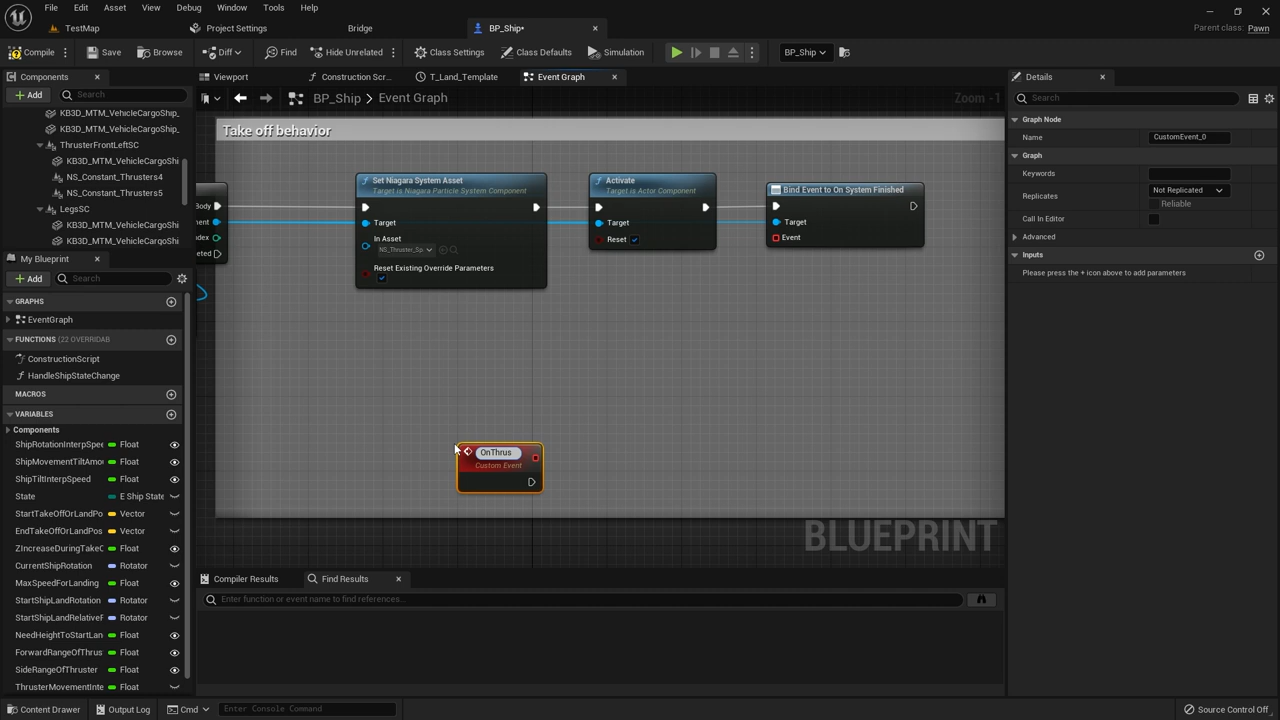 File Edit Asset View Debug Window Tools Help
TestMap Project Settings Bridge BP_Ship• Parent class: Pawn
Compile Save Browse Diff Find Hide Unrelated Class Settings Class Defaults Simulation BP_Ship
Components Viewport Construction Scr... T_Land_Template Event Graph Details
Add Search BP_Ship > Event Graph Zoom -1 Search
KB3D_MTM_VehicleCargoShip_
KB3D_MTM_VehicleCargoShip_
ThrusterFrontLeftSC
KB3D_MTM_VehicleCargoShi
NS_Constant_Thrusters4
NS_Constant_Thrusters5
LegsSC
KB3D_MTM_VehicleCargoShi
KB3D_MTM_VehicleCargoShi
My Blueprint
Add Search
GRAPHS
EventGraph
FUNCTIONS (22 OVERRIDAB
ConstructionScript
HandleShipStateChange
MACROS
VARIABLES
Components
ShipRotationInterpSpee Float
ShipMovementTiltAmou Float
ShipTiltInterpSpeed Float
State E Ship State
StartTakeOffOrLandPos Vector
EndTakeOffOrLandPos Vector
ZIncreaseDuringTakeO Float
CurrentShipRotation Rotator
MaxSpeedForLanding Float
StartShipLandRotation Rotator
StartShipLandRelativeR Rotator
NeedHeightToStartLan Float
ForwardRangeOfThrus Float
SideRangeOfThruster Float
ThrusterMovementInte Float
Take off behavior
Body
ment
Index
eted
Set Niagara System Asset
Target is Niagara Particle System Component
Target
In Asset
NS_Thruster_Sp
Reset Existing Override Parameters
Activate
Target is Actor Component
Target
Reset
Bind Event to On System Finished
Target
Event
OnThrus
Custom Event
BLUEPRINT
Graph Node
Name CustomEvent_0
Graph
Keywords
Replicates Not Replicated
Reliable
Call In Editor
Advanced
Inputs
Please press the + icon above to add parameters
Compiler Results Find Results
Enter function or event name to find references...
Content Drawer Output Log Cmd Enter Console Command Source Control Off